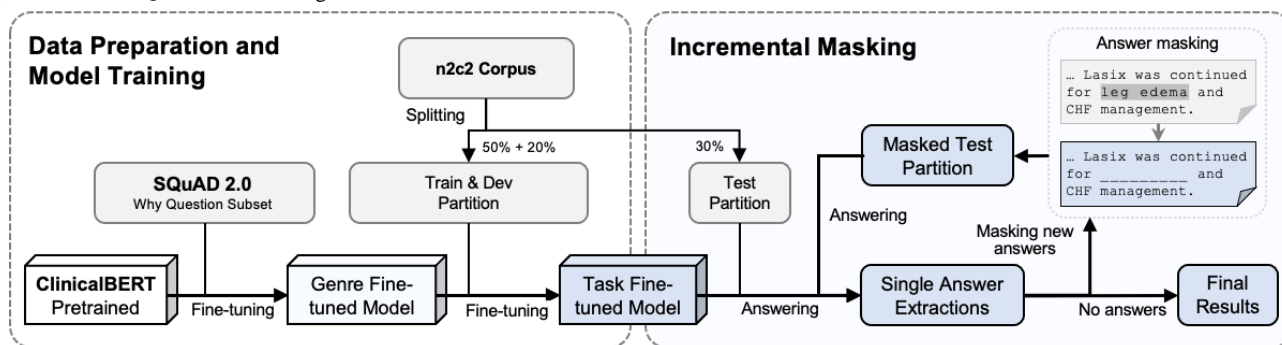 Data Preparation and
Model Training
n2c2 Corpus
Splitting
50% + 20%
30%
SQuAD 2.0
Why Question Subset
Train & Dev
Partition
Test
Partition
ClinicalBERT
Pretrained
Fine-tuning
Genre Fine-
tuned Model
Fine-tuning
Task Fine-
tuned Model
Incremental Masking
Answer masking
… Lasix was continued
for leg edema and
CHF management.
… Lasix was continued
for _________ and
CHF management.
Masked Test
Partition
Answering
Masking new
answers
Answering
Single Answer
Extractions
No answers
Final
Results